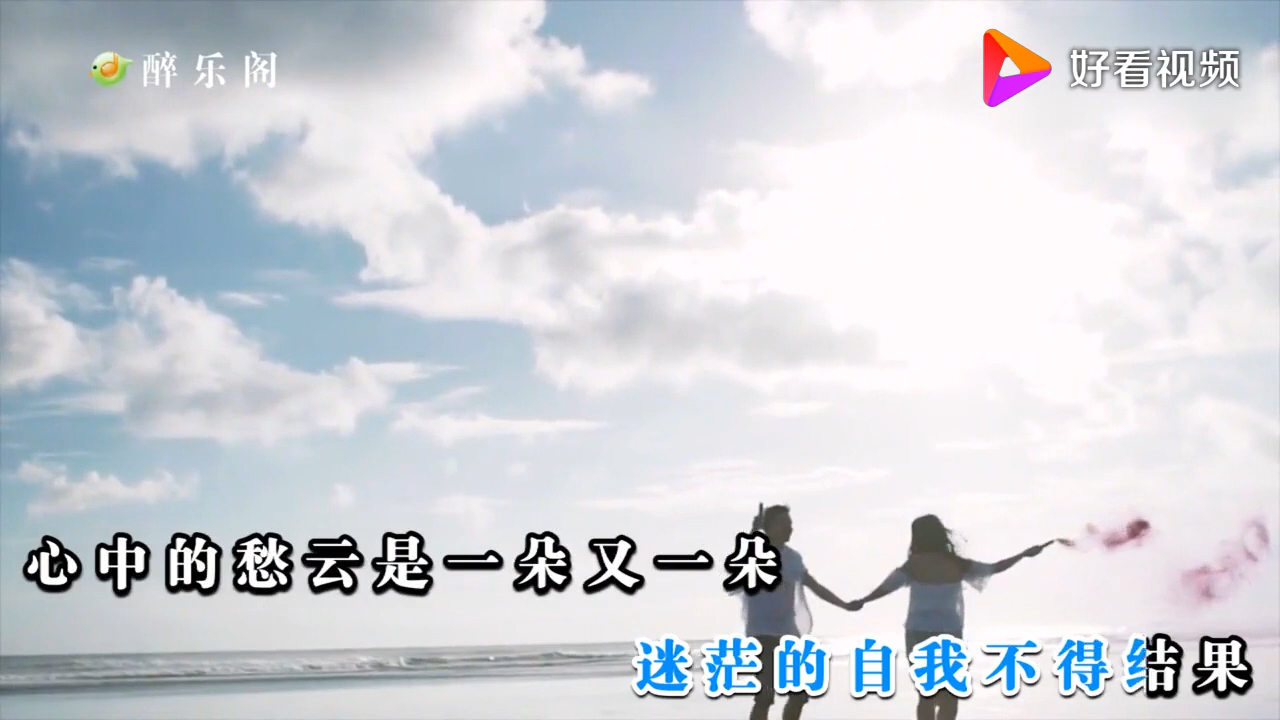 醉乐阁
好看视频
心中的愁云是一朵又一朵
迷茫的自我不得结果